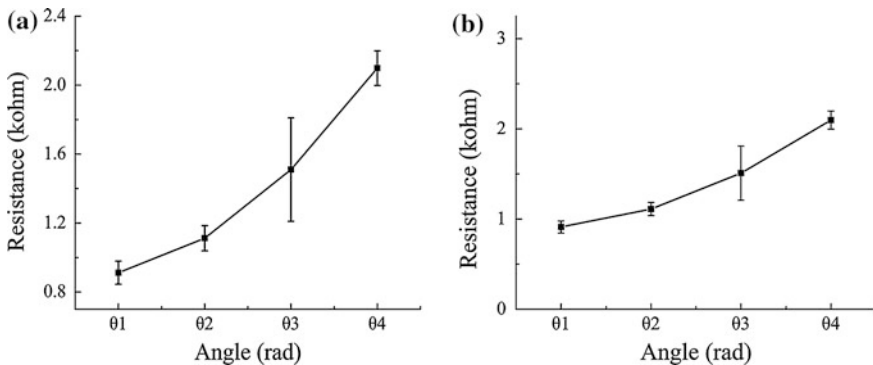 (a)
Resistance (kohm)
2.4
2.0
1.6
1.2
0.8
θ1 θ2 θ3 θ4
Angle (rad)
(b)
Resistance (kohm)
3
2
1
0
θ1 θ2 θ3 θ4
Angle (rad)